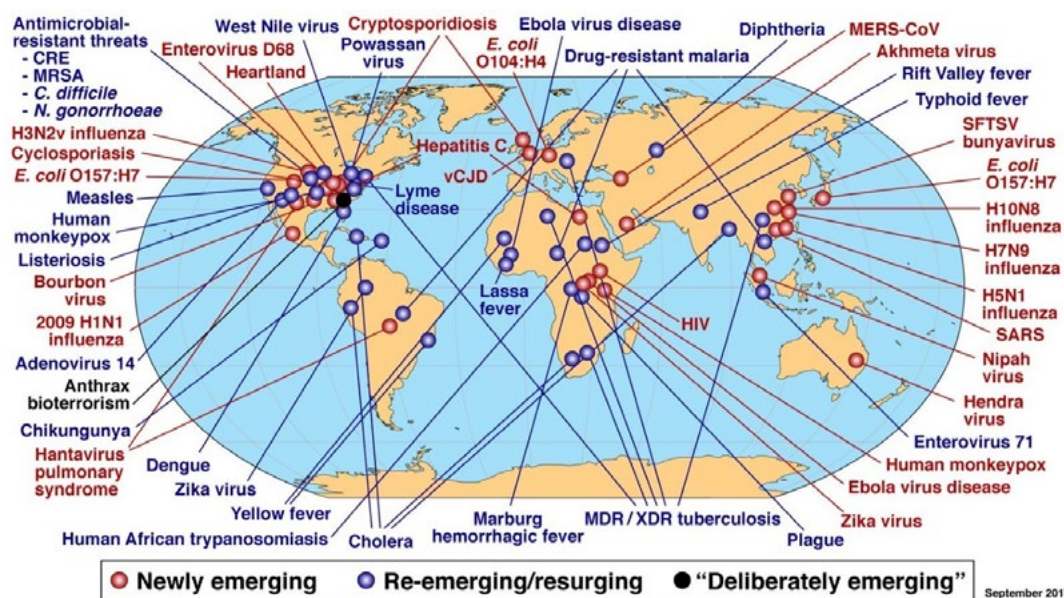 Antimicrobial-
resistant threats
- CRE
- MRSA
- C. difficile
- N. gonorrhoeae
West Nile virus
Enterovirus D68
Heartland
Powassan
virus
Cryptosporidiosis
E. coli
O104:H4
Ebola virus disease
Drug-resistant malaria
Diphtheria
MERS-CoV
Akhmeta virus
Rift Valley fever
Typhoid fever
SFTSV
bunyavirus
E. coli
O157:H7
H10N8
influenza
H7N9
influenza
H5N1
influenza
SARS
Nipah
virus
Hendra
virus
Enterovirus 71
Human monkeypox
Ebola virus disease
Zika virus
Plague
H3N2v influenza
Cyclosporiasis
E. coli O157:H7
Measles
Human
monkeypox
Listeriosis
Bourbon
virus
2009 H1N1
influenza
Adenovirus 14
Anthrax
bioterrorism
Chikungunya
Hantavirus
pulmonary
syndrome
Dengue
Zika virus
Yellow fever
Human African trypanosomiasis
Cholera
Marburg
hemorrhagic fever
MDR/XDR tuberculosis
Hepatitis C
vCJD
Lyme
disease
Lassa
fever
HIV
Newly emerging
Re-emerging/resurging
"Deliberately emerging"
September